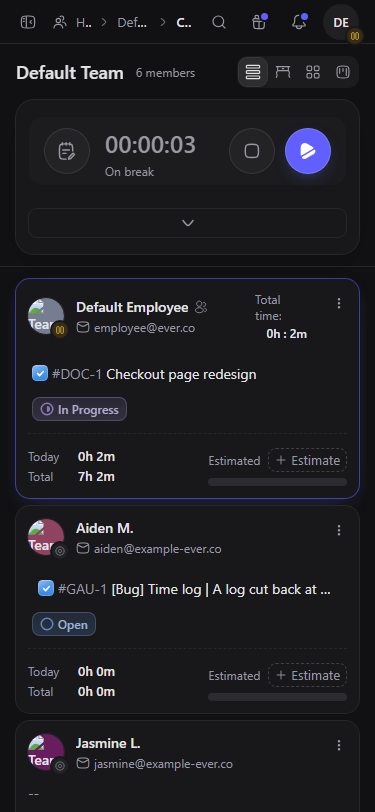 H..
Def...
C...
DE
Default Team
6 members
00:00:03
On break
Team
Default Employee
employee@ever.co
Total time:
0h : 2m
#DOC-1 Checkout page redesign
In Progress
Today 0h 2m
Total 7h 2m
Estimated
+ Estimate
Team
Aiden M.
aiden@example-ever.co
#GAU-1 [Bug] Time log | A log cut back at ...
Open
Today 0h 0m
Total 0h 0m
Estimated
+ Estimate
Team
Jasmine L.
jasmine@example-ever.co
--